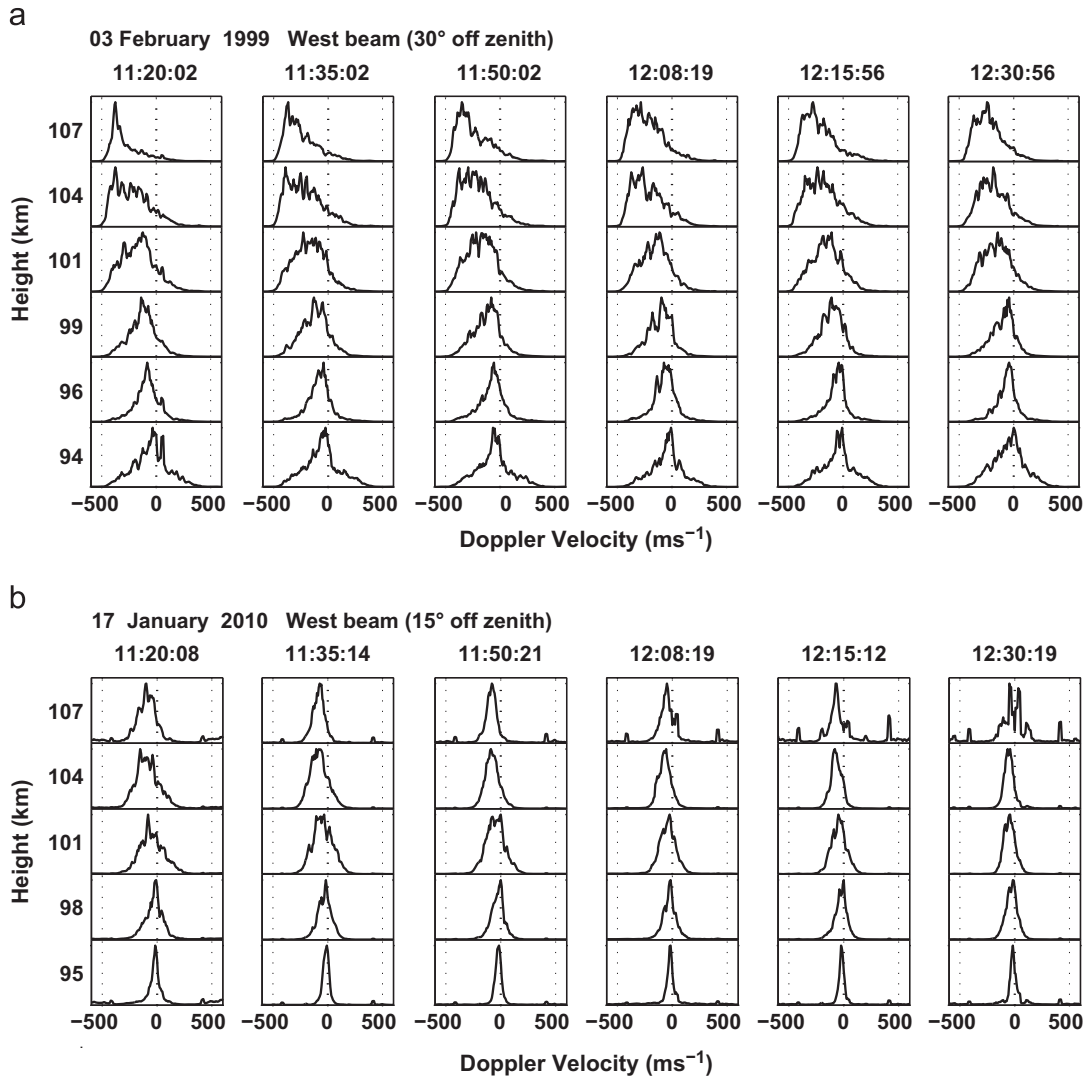 a
03 February 1999 West beam (30° off zenith)
11:20:02 11:35:02 11:50:02 12:08:19 12:15:56 12:30:56
107
104
101
99
96
94
Height (km)
−500 0 500 −500 0 500 −500 0 500 −500 0 500 −500 0 500 −500 0 500
Doppler Velocity (ms⁻¹)
b
17 January 2010 West beam (15° off zenith)
11:20:08 11:35:14 11:50:21 12:08:19 12:15:12 12:30:19
107
104
101
98
95
Height (km)
−500 0 500 −500 0 500 −500 0 500 −500 0 500 −500 0 500 −500 0 500
Doppler Velocity (ms⁻¹)